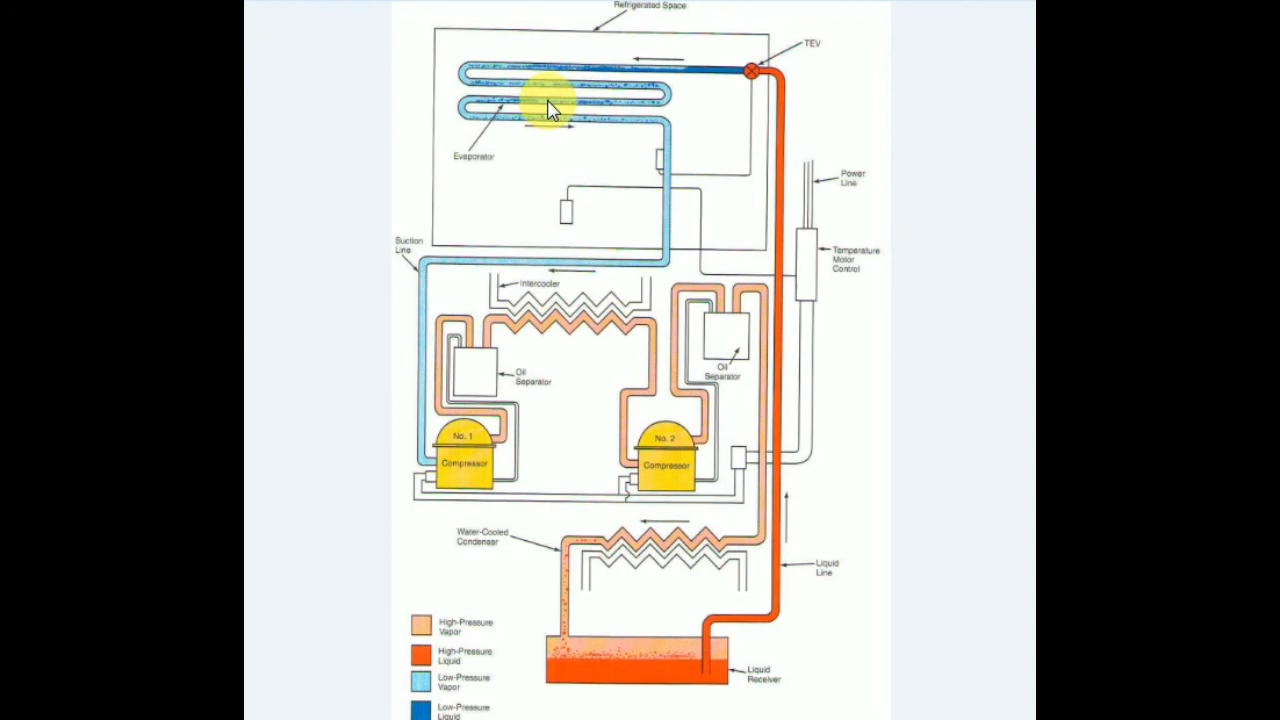 Refrigerated Space
TEV
Evaporator
Power
Line
Suction
Line
Temperature
Motor
Control
Intercooler
Oil
Separator
Oil
Separator
No. 1
Compressor
No. 2
Compressor
Water-Cooled
Condenser
Liquid
Line
High-Pressure
Vapor
High-Pressure
Liquid
Liquid
Receiver
Low-Pressure
Vapor
Low-Pressure
Liquid